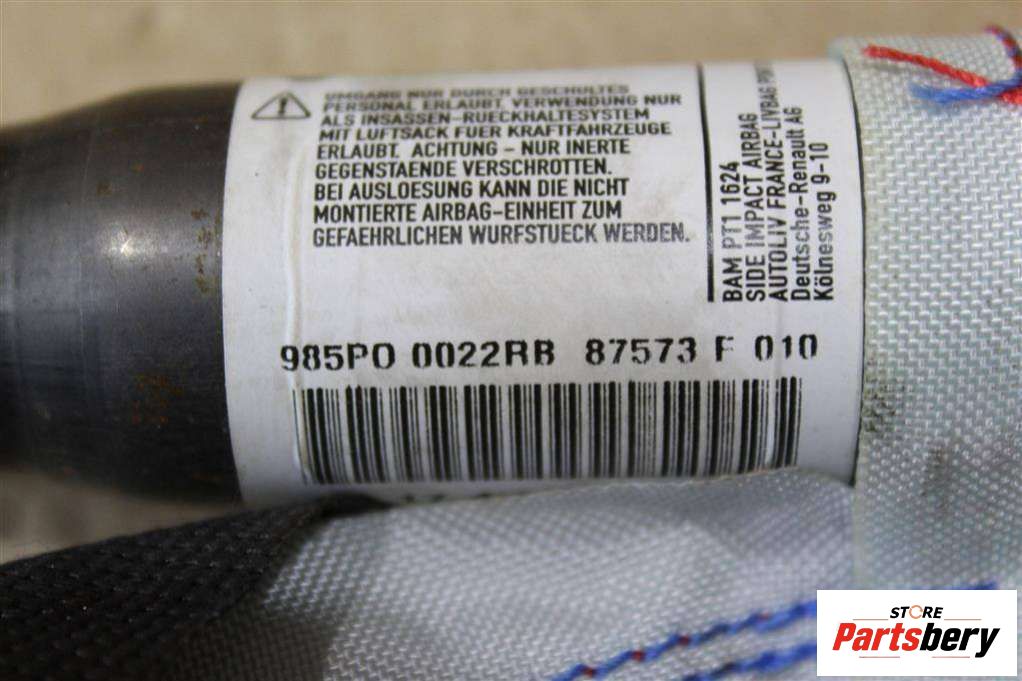 UMGANG NUR DURCH GESCHULTES
PERSONAL ERLAUBT. VERWENDUNG NUR
ALS INSASSEN-RUECKHALTESYSTEM
MIT LUFTSACK FUER KRAFTFAHRZEUGE
ERLAUBT. ACHTUNG - NUR INERTE
GEGENSTAENDE VERSCHROTTEN.
BEI AUSLOESUNG KANN DIE NICHT
MONTIERTE AIRBAG-EINHEIT ZUM
GEFAEHRLICHEN WURFSTUECK WERDEN.
BAM PT1 1624
SIDE IMPACT AIRBAG
AUTOLIV FRANCE-LIVBAG
Deutsche-Renault AG
Kölnesweg 9-10
985P0 0022RB 87573 F 010
STORE
Partsbery